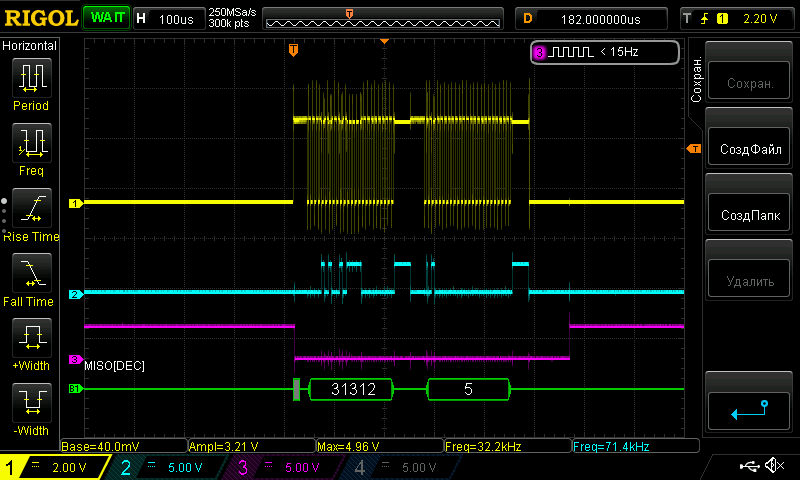 RIGOL WAIT H 100us 250MSa/s 300k pts T D 182.000000us T 1 2.20 V
Horizontal
T
3 < 15Hz
Сохран.
Сохран.
Period
СоздФайл
T
Freq
1
Rise Time
СоздПапк
Fall Time
2
Удалить
+Width
3
MISO[DEC]
B1 31312 5
-Width
Base=40.0mV Ampl=3.21 V Max=4.96 V Freq=32.2kHz Freq=71.4kHz
1 2.00 V 2 5.00 V 3 5.00 V 4 5.00 V